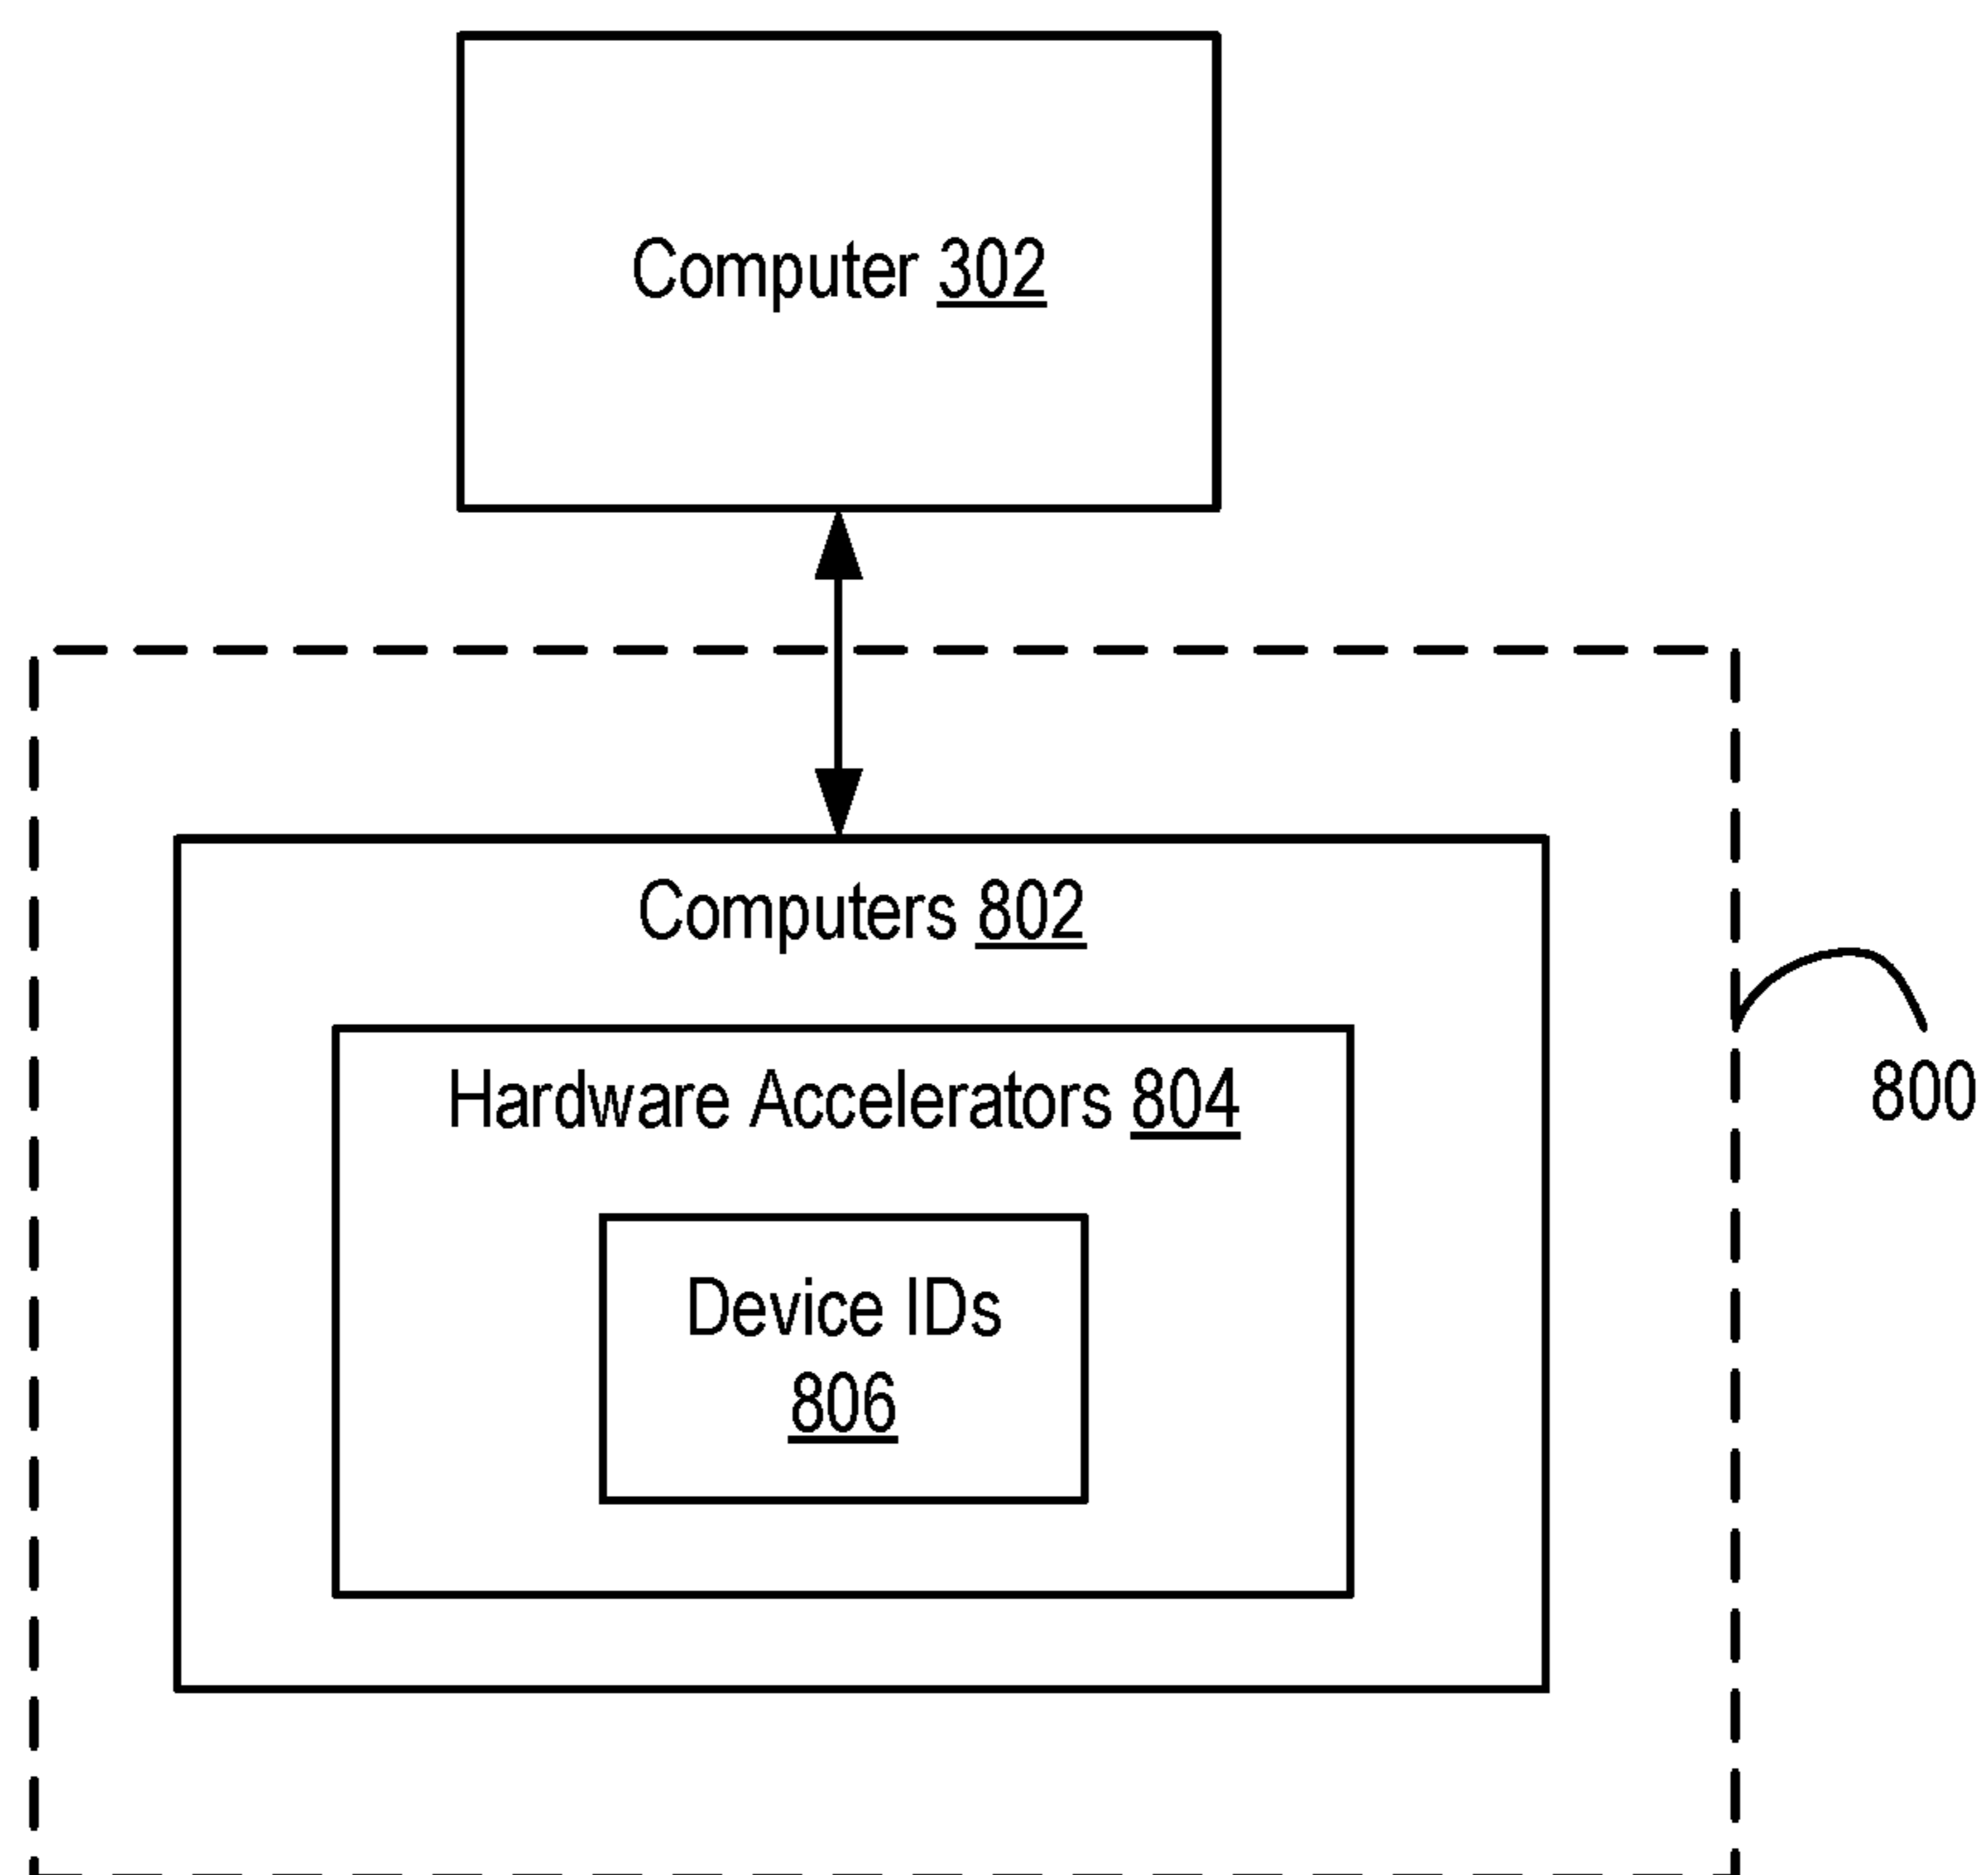 Computer 302
Computers 802
Hardware Accelerators 804
800
Device IDs
806